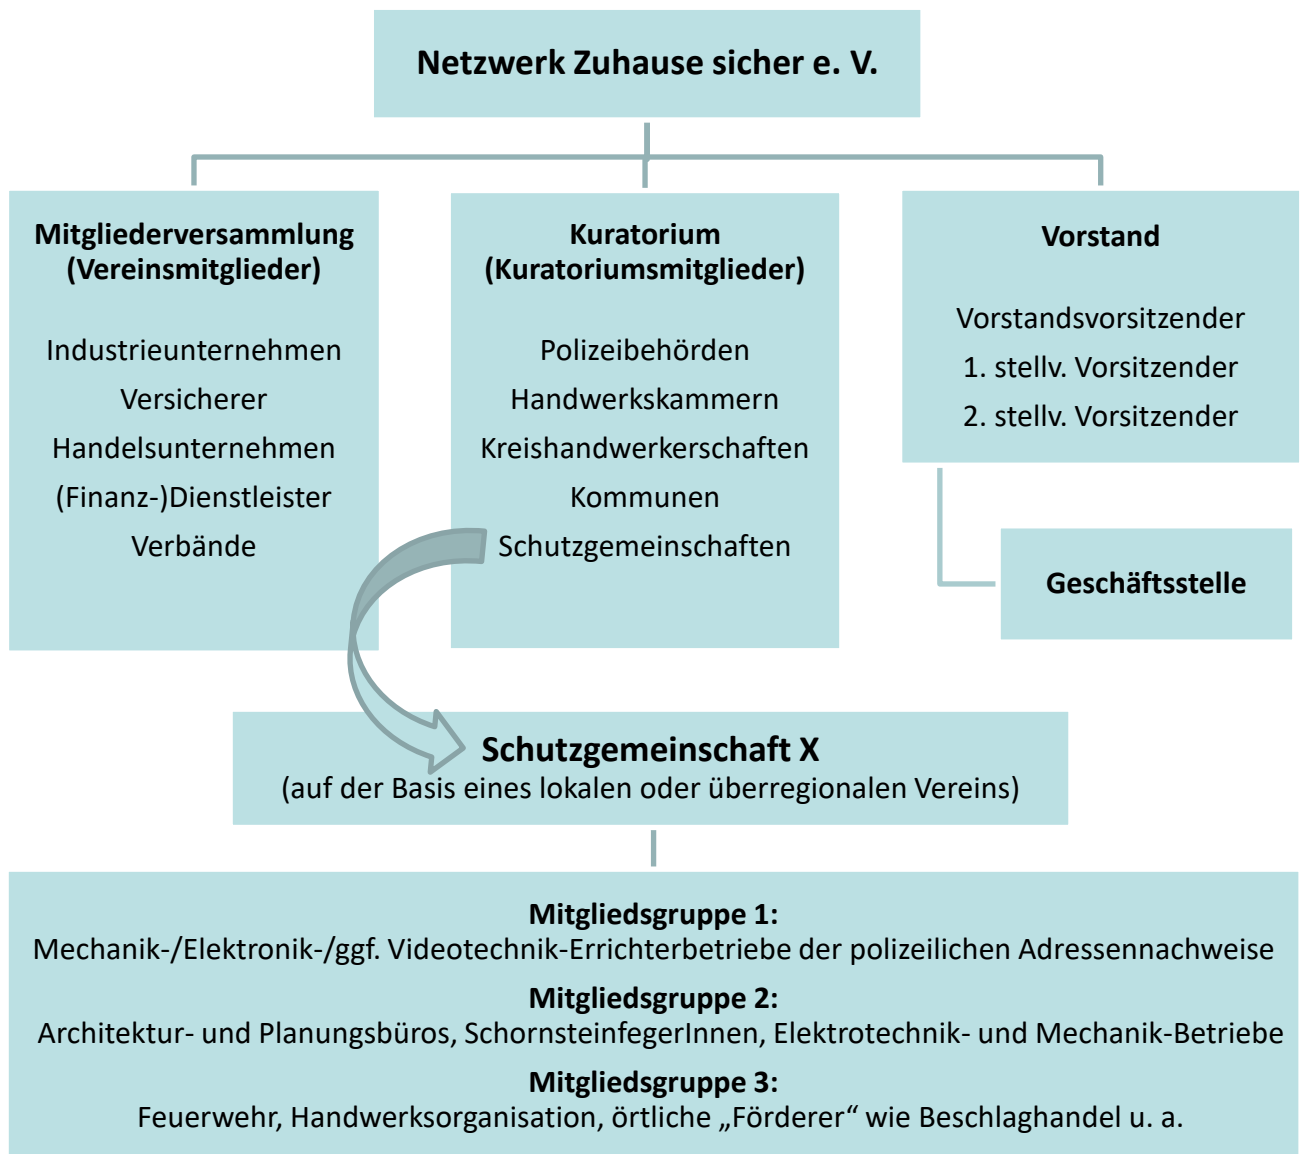 Netzwerk Zuhause sicher e. V.
Mitgliederversammlung
(Vereinsmitglieder)
Industrieunternehmen
Versicherer
Handelsunternehmen
(Finanz-)Dienstleister
Verbände
Kuratorium
(Kuratoriumsmitglieder)
Polizeibehörden
Handwerkskammern
Kreishandwerkerschaften
Kommunen
Schutzgemeinschaften
Vorstand
Vorstandsvorsitzender
1. stellv. Vorsitzender
2. stellv. Vorsitzender
Geschäftsstelle
Schutzgemeinschaft X
(auf der Basis eines lokalen oder überregionalen Vereins)
Mitgliedsgruppe 1:
Mechanik-/Elektronik-/ggf. Videotechnik-Errichterbetriebe der polizeilichen Adressennachweise
Mitgliedsgruppe 2:
Architektur- und Planungsbüros, SchornsteinfegerInnen, Elektrotechnik- und Mechanik-Betriebe
Mitgliedsgruppe 3:
Feuerwehr, Handwerksorganisation, örtliche „Förderer“ wie Beschlaghandel u. a.